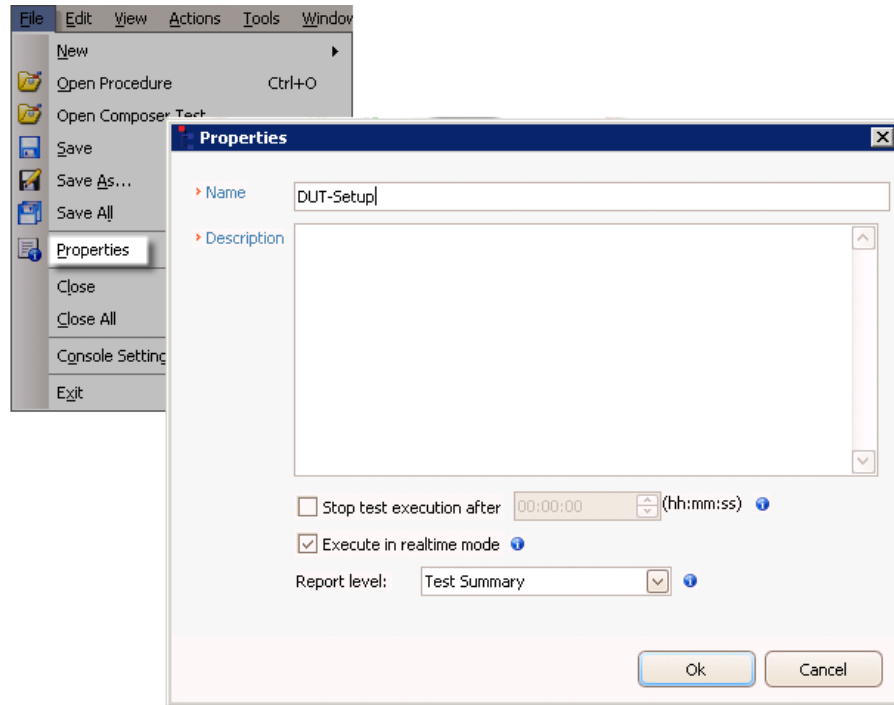 File Edit View Actions Tools Window
New
Open Procedure Ctrl+O
Open Composer Test
Save
Save As...
Save All
Properties
Close
Close All
Console Setting
Exit
Properties
Name DUT-Setup
Description
Stop test execution after 00:00:00 (hh:mm:ss)
Execute in realtime mode
Report level: Test Summary
Ok Cancel